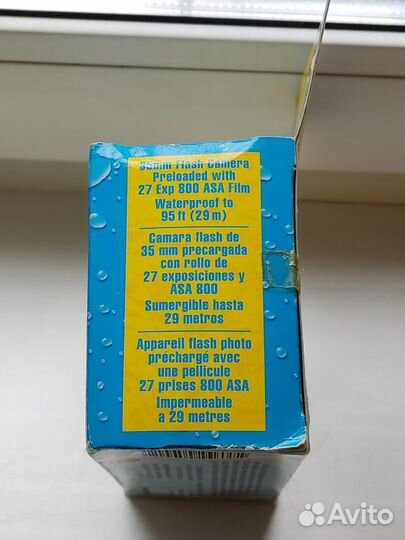 35mm Flash Camera
Preloaded with
27 Exp 800 ASA Film
Waterproof to
95 ft (29 m)
Camara flash de
35 mm precargada
con rollo de
27 exposiciones y
ASA 800
Sumergible hasta
29 metros
Appareil flash photo
préchargé avec
une pellicule
27 prises 800 ASA
Impermeable
a 29 metres
Avito